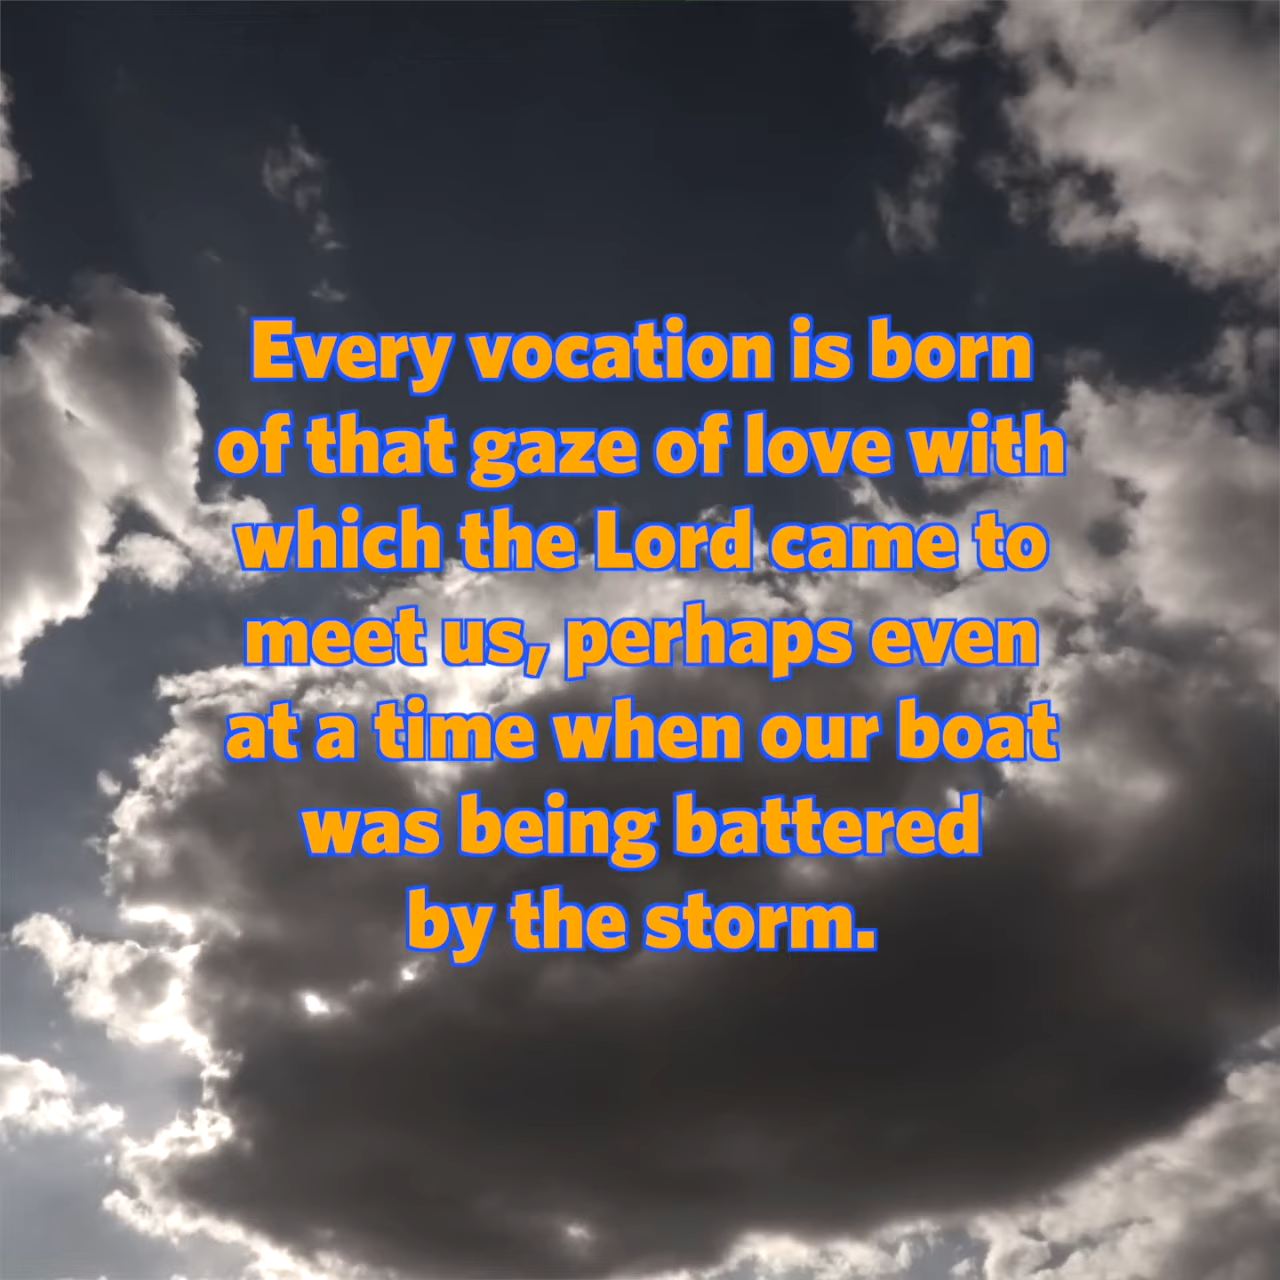 Every vocation is born
of that gaze of love with
which the Lord came to
meet us, perhaps even
at a time when our boat
was being battered
by the storm.